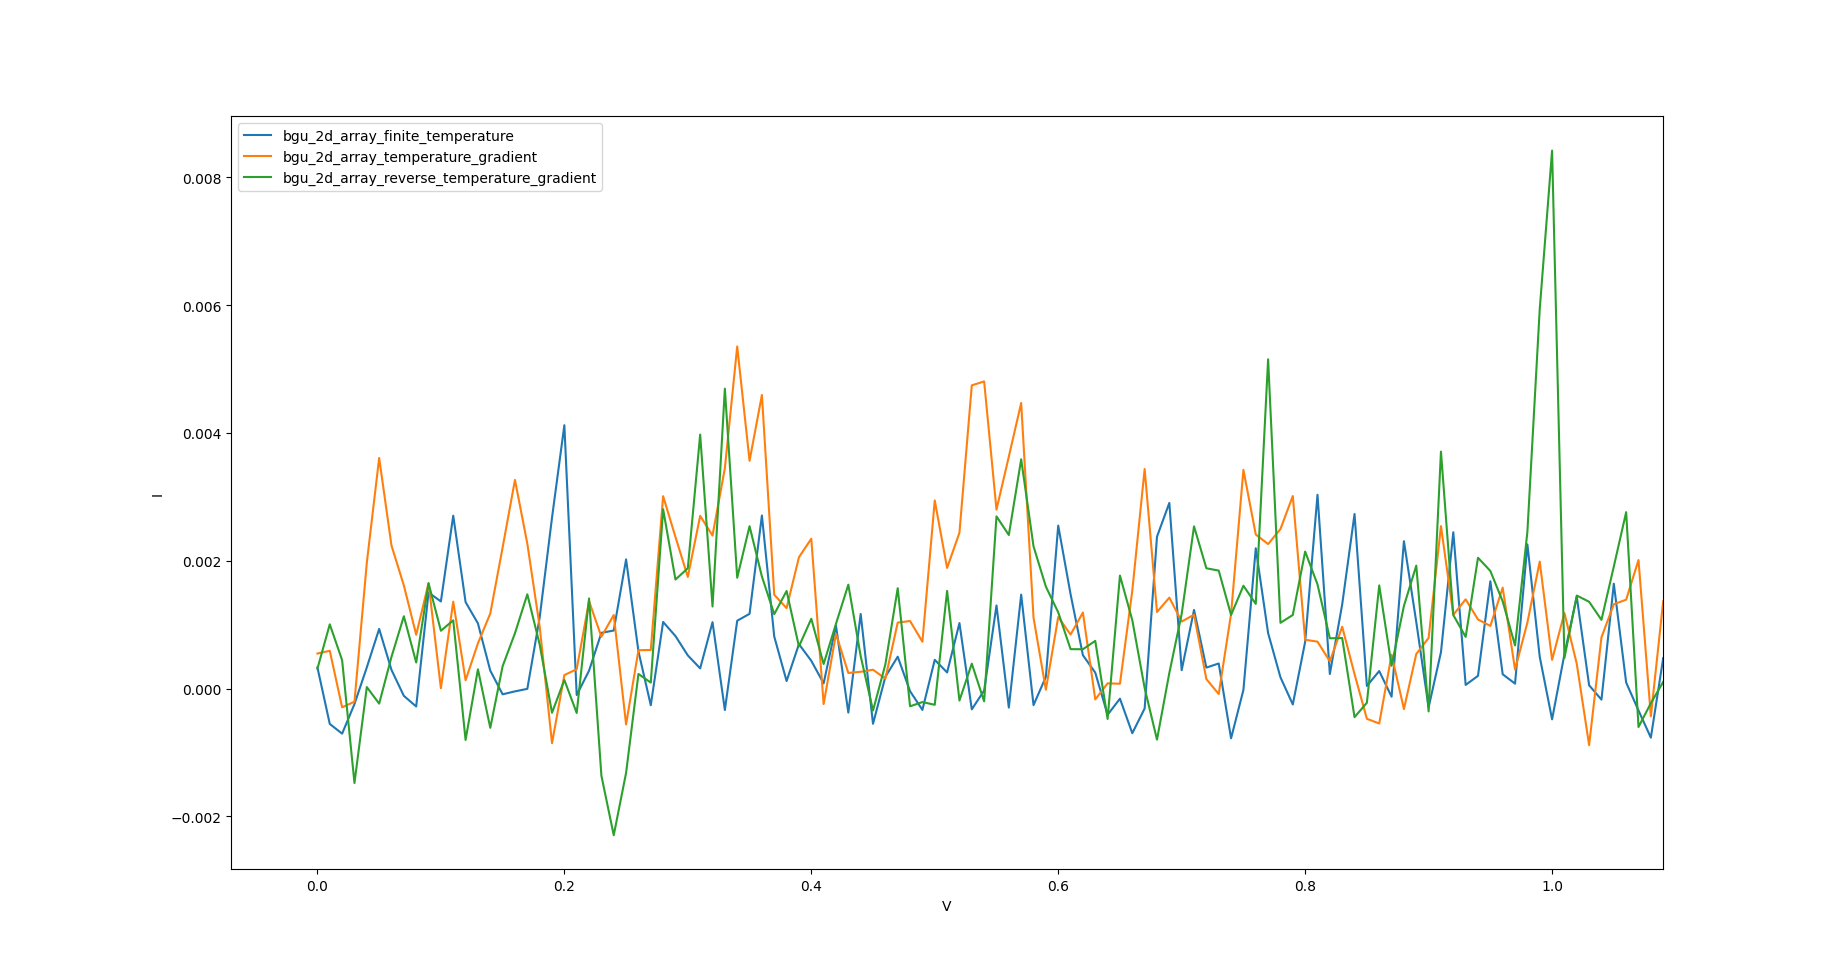 bgu_2d_array_finite_temperature
bgu_2d_array_temperature_gradient
bgu_2d_array_reverse_temperature_gradient
0.008
0.006
0.004
0.002
0.000
−0.002
I
0.0 0.2 0.4 0.6 0.8 1.0
V